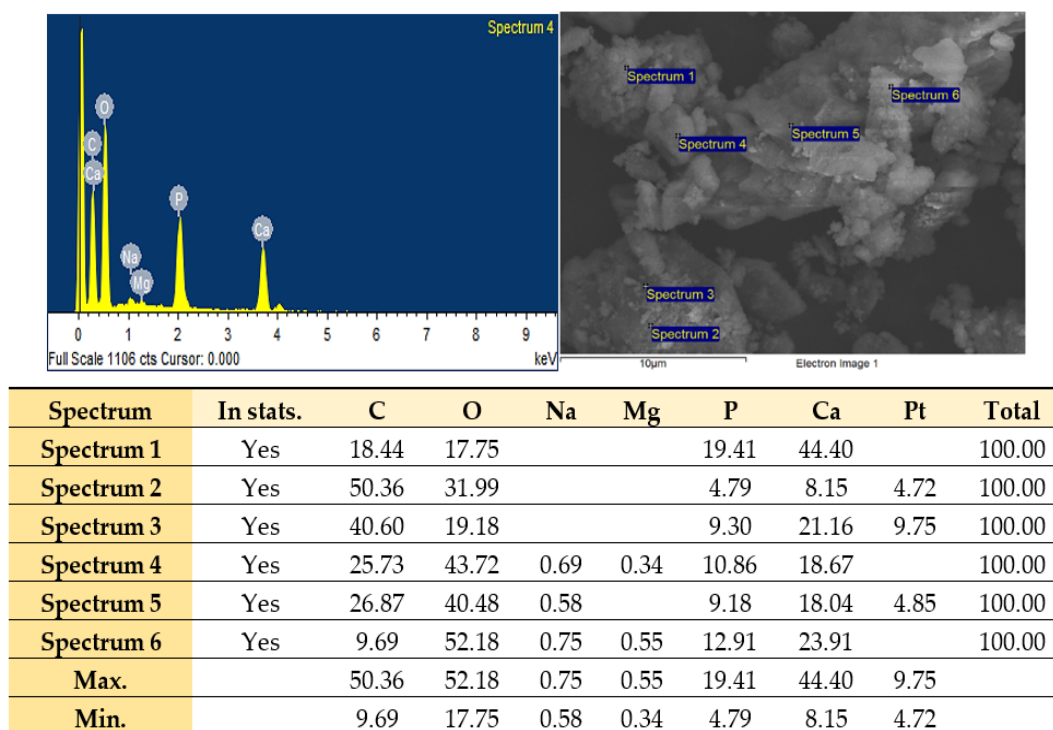 Spectrum 4
O
C
Ca
P
Ca
Na
Mg
0 1 2 3 4 5 6 7 8 9
Full Scale 1106 cts Cursor: 0.000 keV
Spectrum 1
Spectrum 6
Spectrum 5
Spectrum 4
Spectrum 3
Spectrum 2
10µm Electron Image 1
Spectrum In stats. C O Na Mg P Ca Pt Total
Spectrum 1 Yes 18.44 17.75 19.41 44.40 100.00
Spectrum 2 Yes 50.36 31.99 4.79 8.15 4.72 100.00
Spectrum 3 Yes 40.60 19.18 9.30 21.16 9.75 100.00
Spectrum 4 Yes 25.73 43.72 0.69 0.34 10.86 18.67 100.00
Spectrum 5 Yes 26.87 40.48 0.58 9.18 18.04 4.85 100.00
Spectrum 6 Yes 9.69 52.18 0.75 0.55 12.91 23.91 100.00
Max. 50.36 52.18 0.75 0.55 19.41 44.40 9.75
Min. 9.69 17.75 0.58 0.34 4.79 8.15 4.72